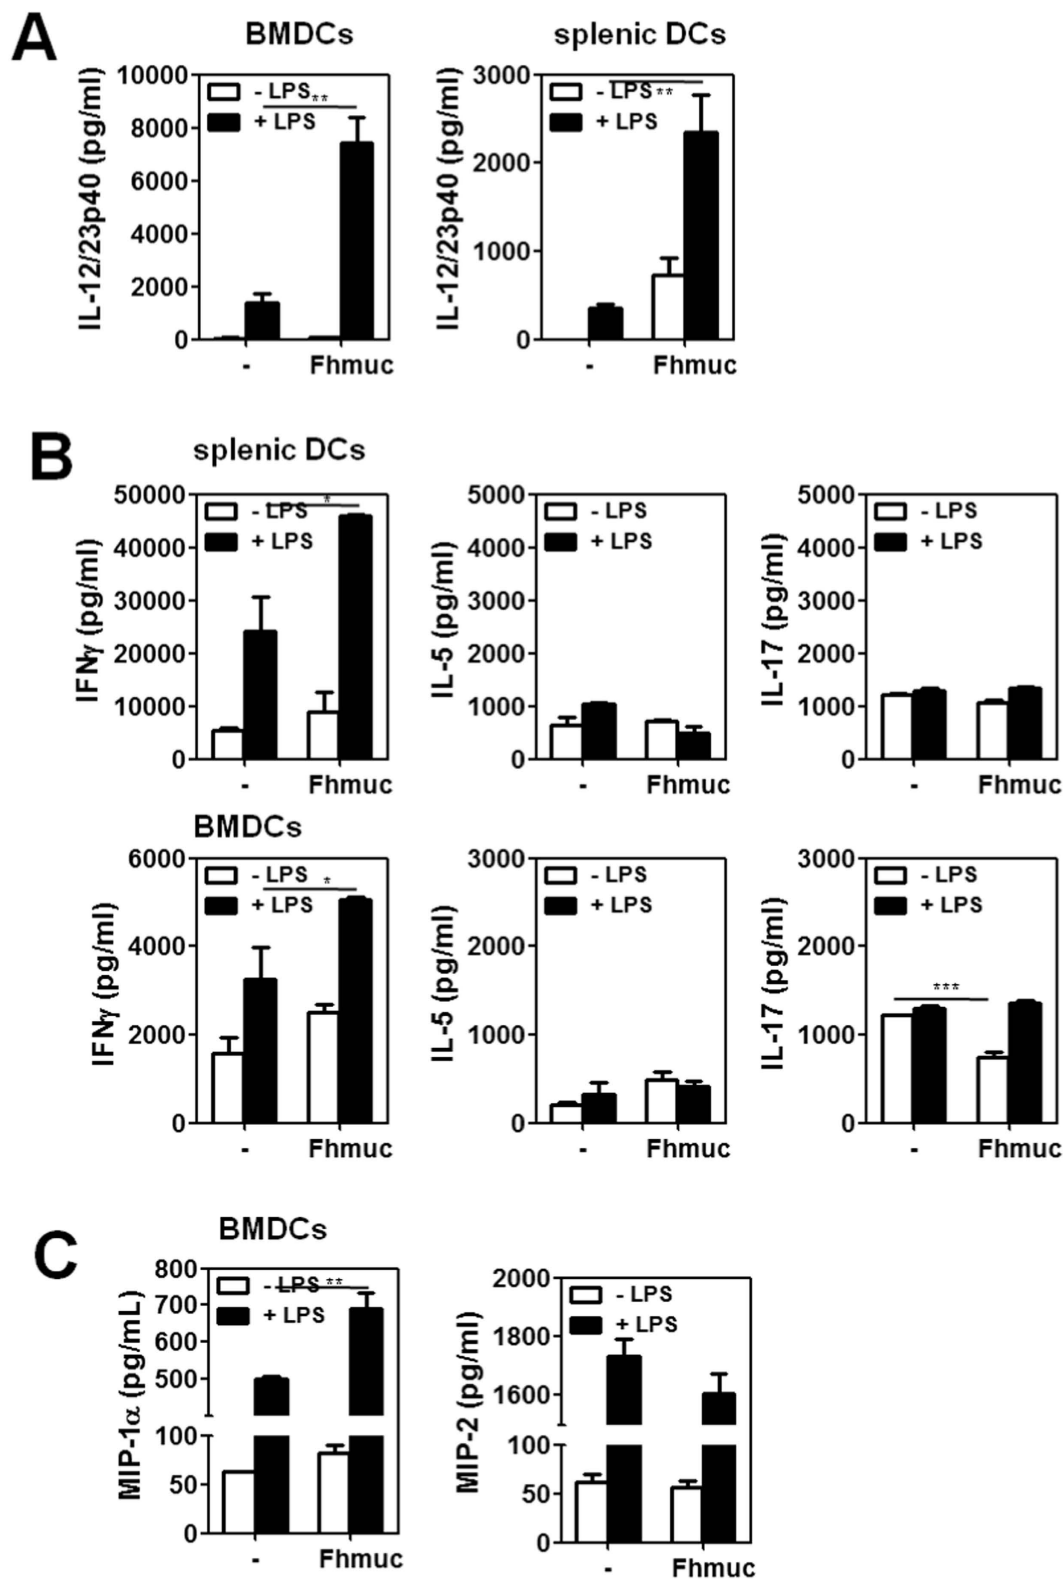 A
BMDCs
splenic DCs
IL-12/23p40 (pg/ml)
10000
8000
6000
4000
2000
0
- LPS
+ LPS
**
-
Fhmuc
IL-12/23p40 (pg/ml)
3000
2000
1000
0
- LPS
+ LPS
**
-
Fhmuc
B
splenic DCs
IFNγ (pg/ml)
50000
40000
30000
20000
10000
0
- LPS
+ LPS
*
-
Fhmuc
IL-5 (pg/ml)
5000
4000
3000
2000
1000
0
- LPS
+ LPS
-
Fhmuc
IL-17 (pg/ml)
5000
4000
3000
2000
1000
0
- LPS
+ LPS
-
Fhmuc
BMDCs
IFNγ (pg/ml)
6000
4000
2000
0
- LPS
+ LPS
*
-
Fhmuc
IL-5 (pg/ml)
3000
2000
1000
0
- LPS
+ LPS
-
Fhmuc
IL-17 (pg/ml)
3000
2000
1000
0
- LPS
+ LPS
***
-
Fhmuc
C
BMDCs
MIP-1α (pg/mL)
800
700
600
500
100
50
0
- LPS
+ LPS
**
-
Fhmuc
MIP-2 (pg/ml)
2000
1800
1600
100
50
0
- LPS
+ LPS
-
Fhmuc